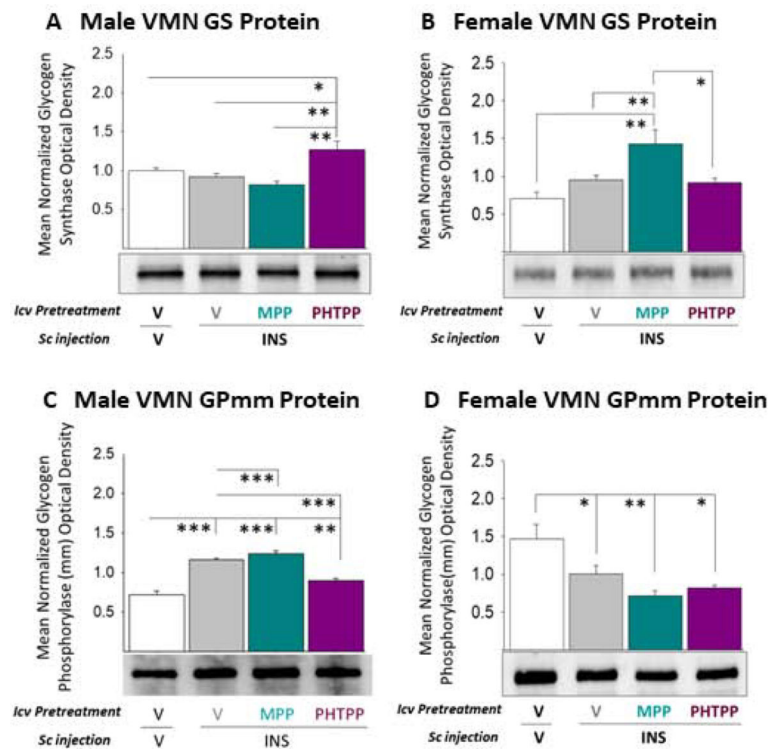 A Male VMN GS Protein
Mean Normalized Glycogen
Synthase Optical Density
2.5
2.0
1.5
1.0
0.5
*
**
**
Icv Pretreatment V V MPP PHTPP
Sc injection V INS
B Female VMN GS Protein
Mean Normalized Glycogen
Synthase Optical Density
2.5
2.0
1.5
1.0
0.5
*
**
**
Icv Pretreatment V V MPP PHTPP
Sc injection V INS
C Male VMN GPmm Protein
Mean Normalized Glycogen
Phosphorylase (mm) Optical Density
2.5
2.0
1.5
1.0
0.5
***
***
*** *** **
Icv Pretreatment V V MPP PHTPP
Sc injection V INS
D Female VMN GPmm Protein
Mean Normalized Glycogen
Phosphorylase(mm) Optical Density
2.5
2.0
1.5
1.0
0.5
* ** *
Icv Pretreatment V V MPP PHTPP
Sc injection V INS